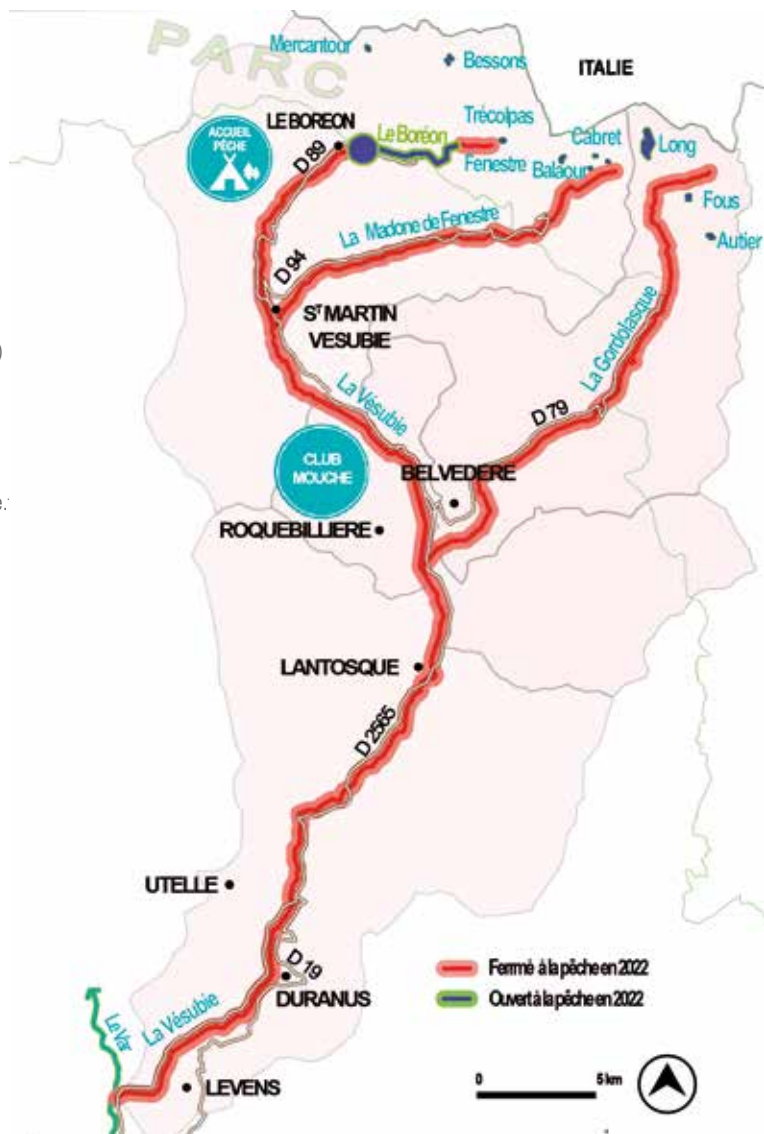 PARC
Mercantour
Bessons
ITALIE
ACCUEIL
PÊCHE
LE BOREON
Le Boréon
Trécolpas
Cabret
Long
D 89
Fenestre
Balaour
Fous
Autier
La Madone de Fenestre
D 94
ST MARTIN
VESUBIE
La Gordolasque
)
La Vésubie
D 79
CLUB
MOUCHE
BELVEDERE
e.
ROQUEBILLIERE
LANTOSQUE
D 2565
UTELLE
D 19
DURANUS
Fermé à la pêche en 2022
Ouvert à la pêche en 2022
Le Var
La Vésubie
LEVENS
0 5 km